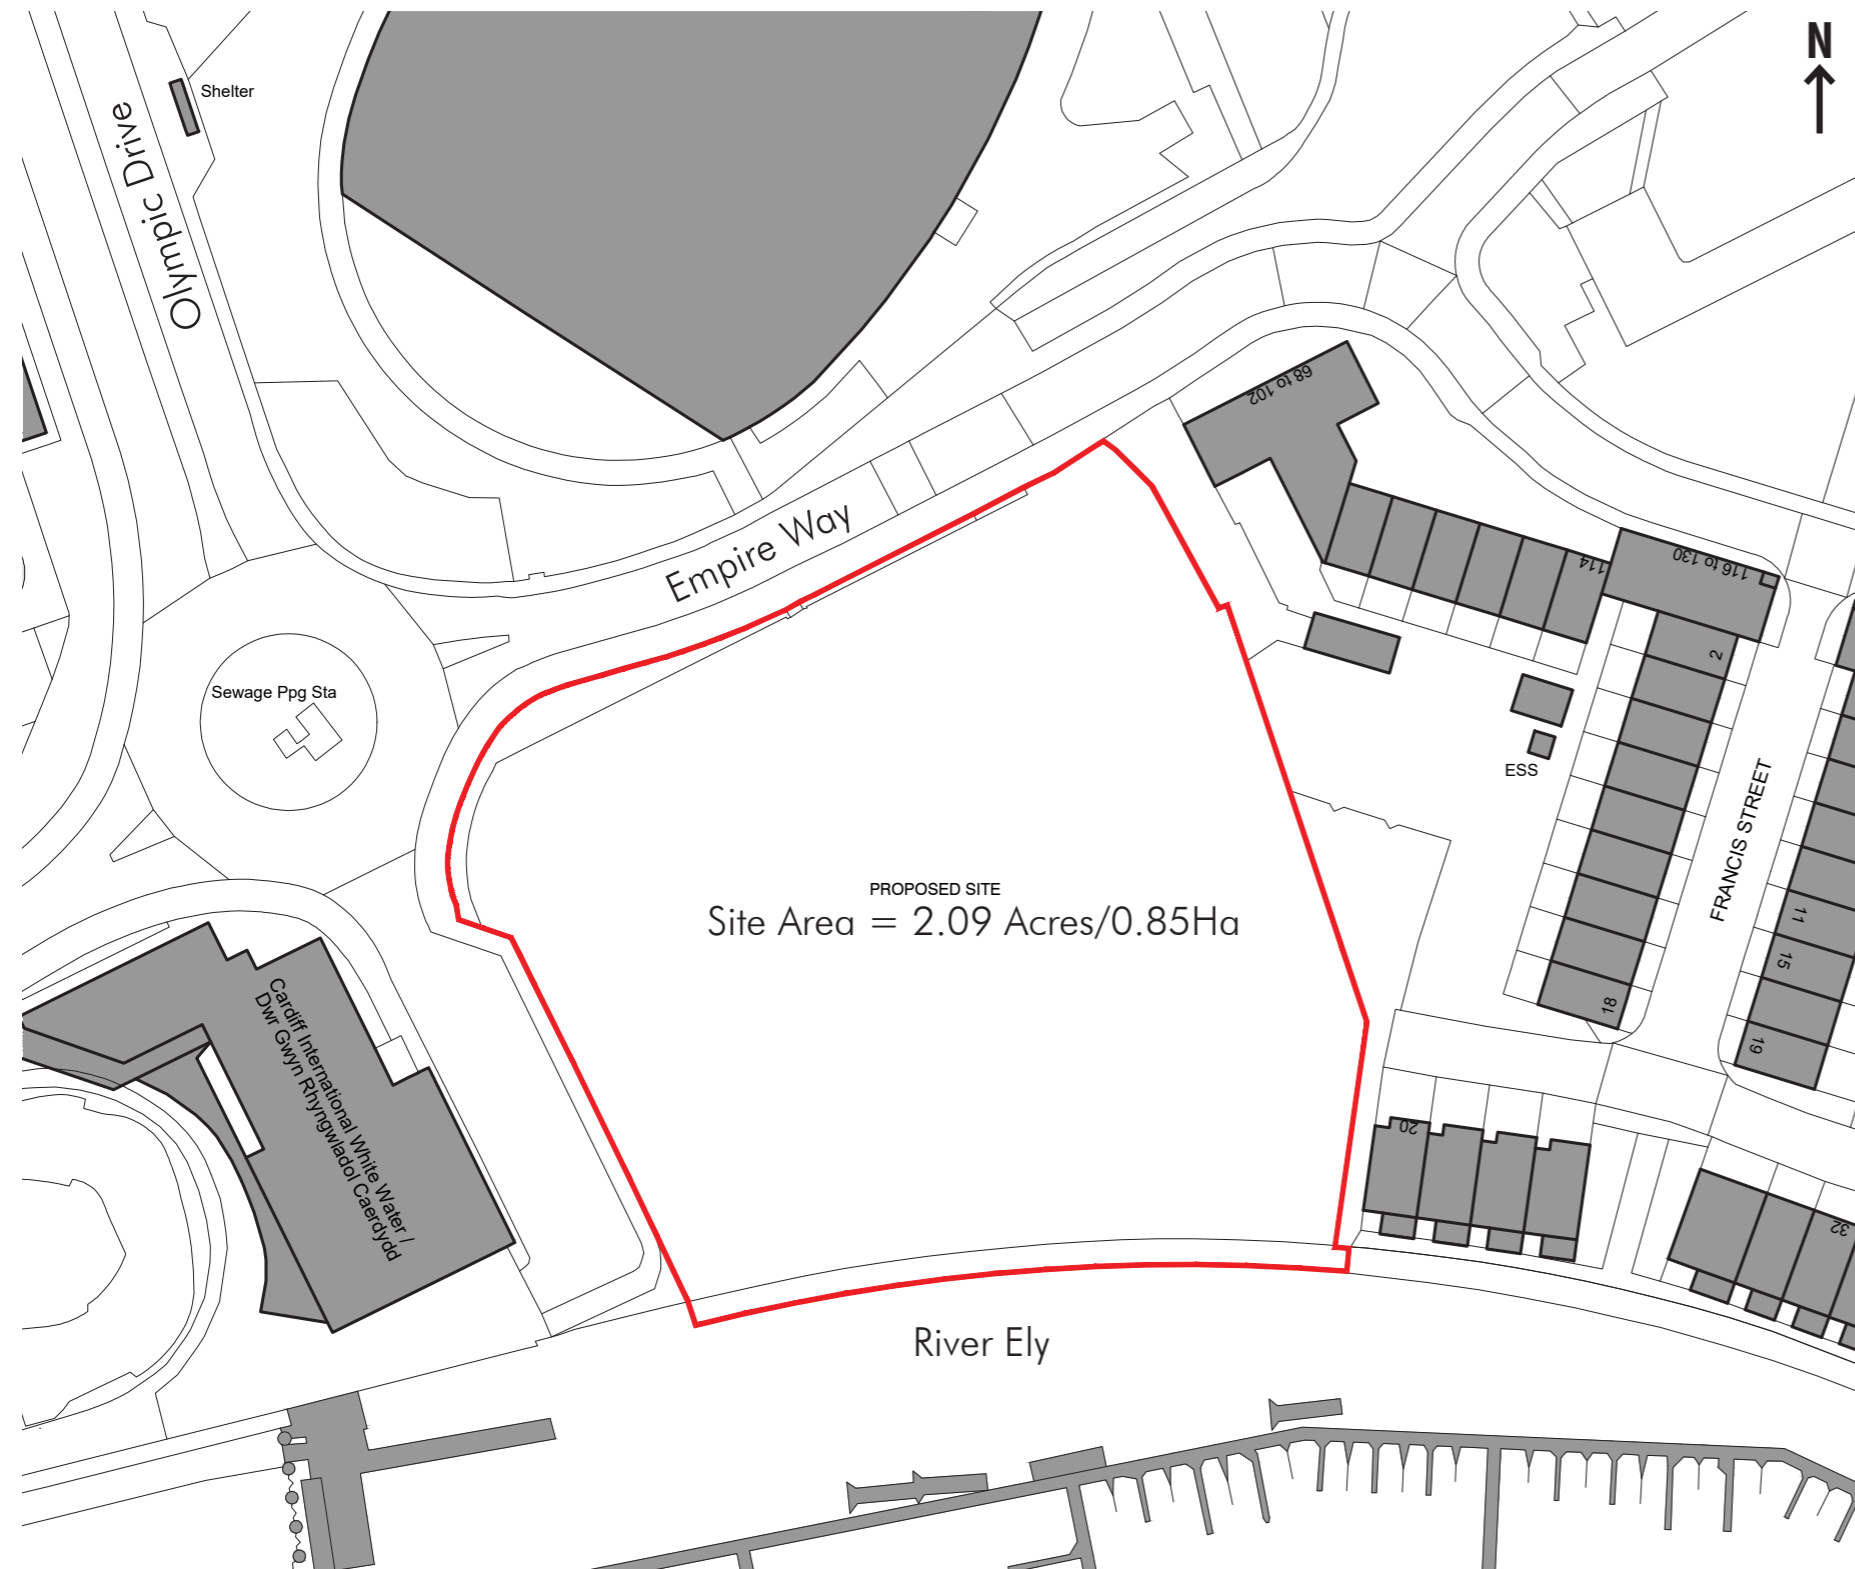 N
Shelter
Olympic Drive
68 to 102
Empire Way
114
116 to 130
2
Sewage Ppg Sta
ESS
FRANCIS STREET
PROPOSED SITE
Site Area = 2.09 Acres/0.85Ha
11
15
18
19
Cardiff International White Water /
Dwr Gwyn Rhyngwladol Caerdydd
20
32
River Ely